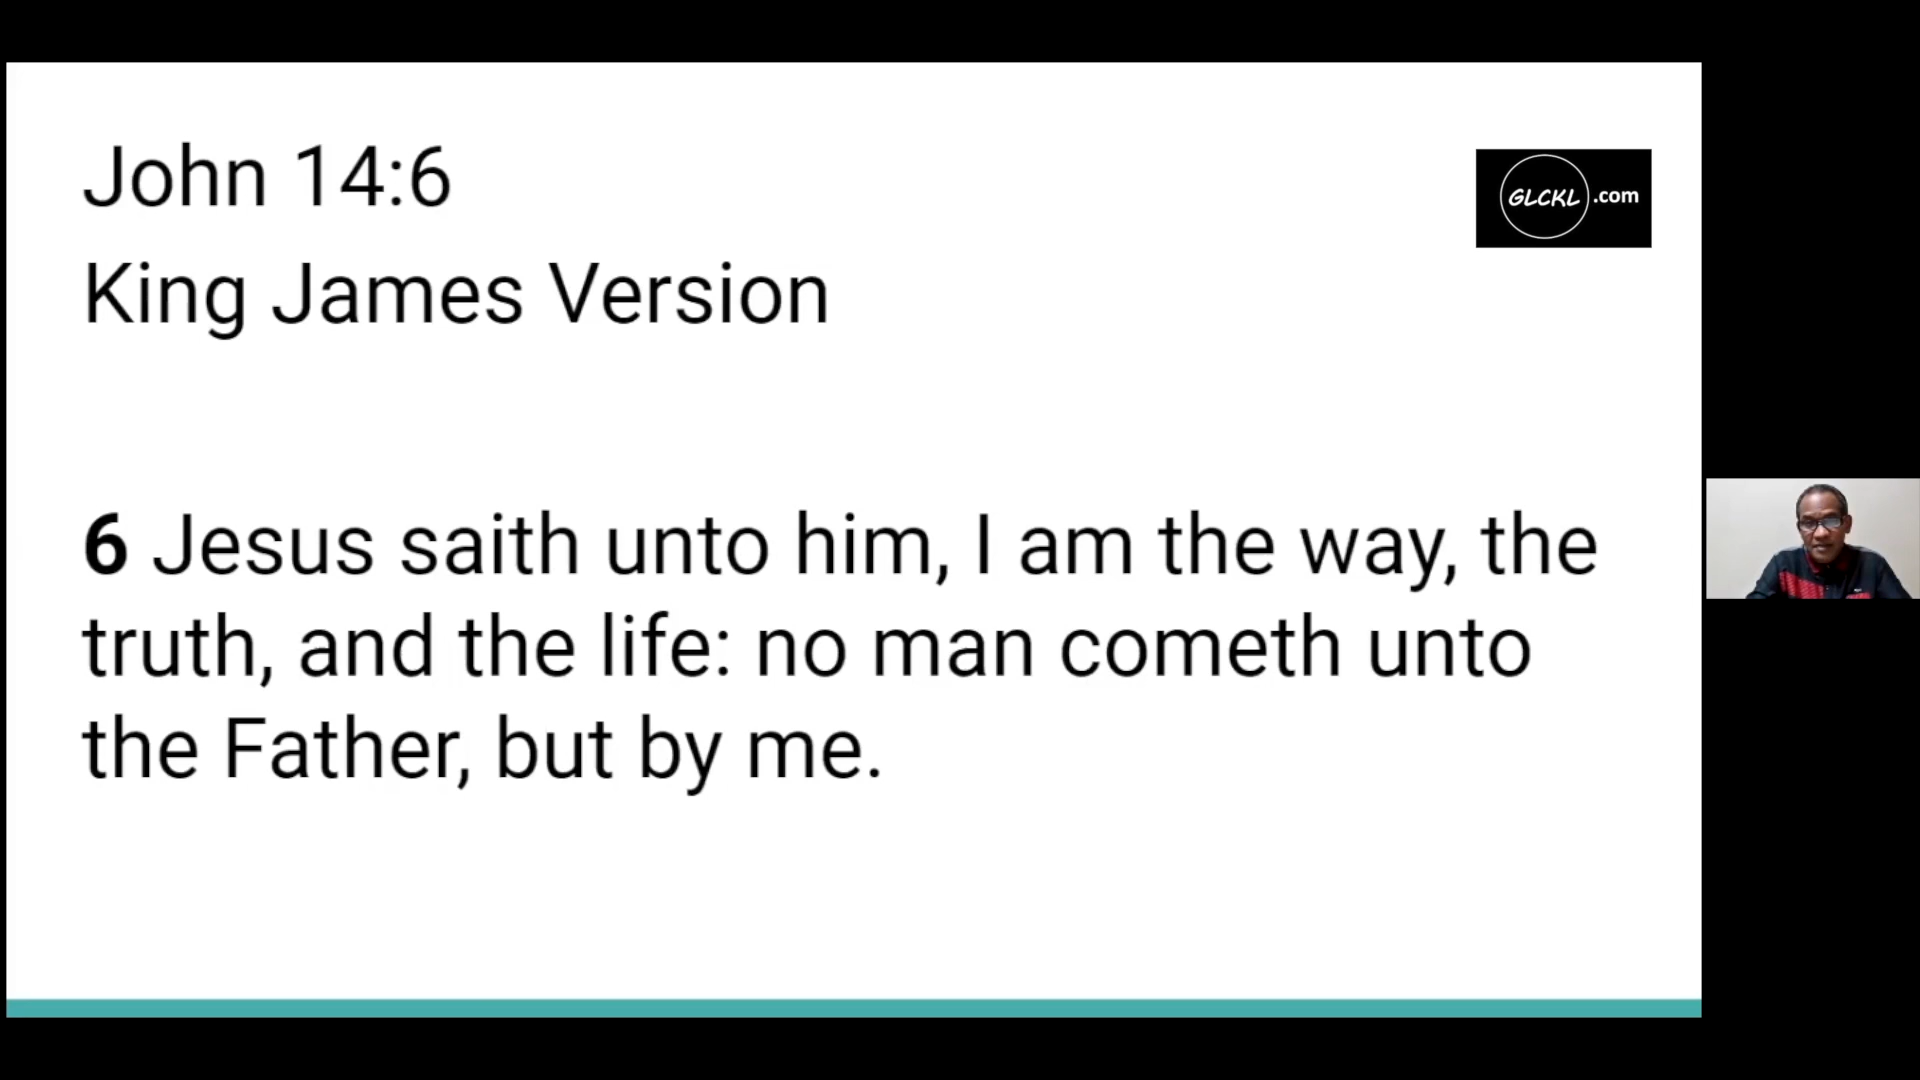 John 14:6
King James Version
GLCKL.com
6 Jesus saith unto him, I am the way, the
truth, and the life: no man cometh unto
the Father, but by me.